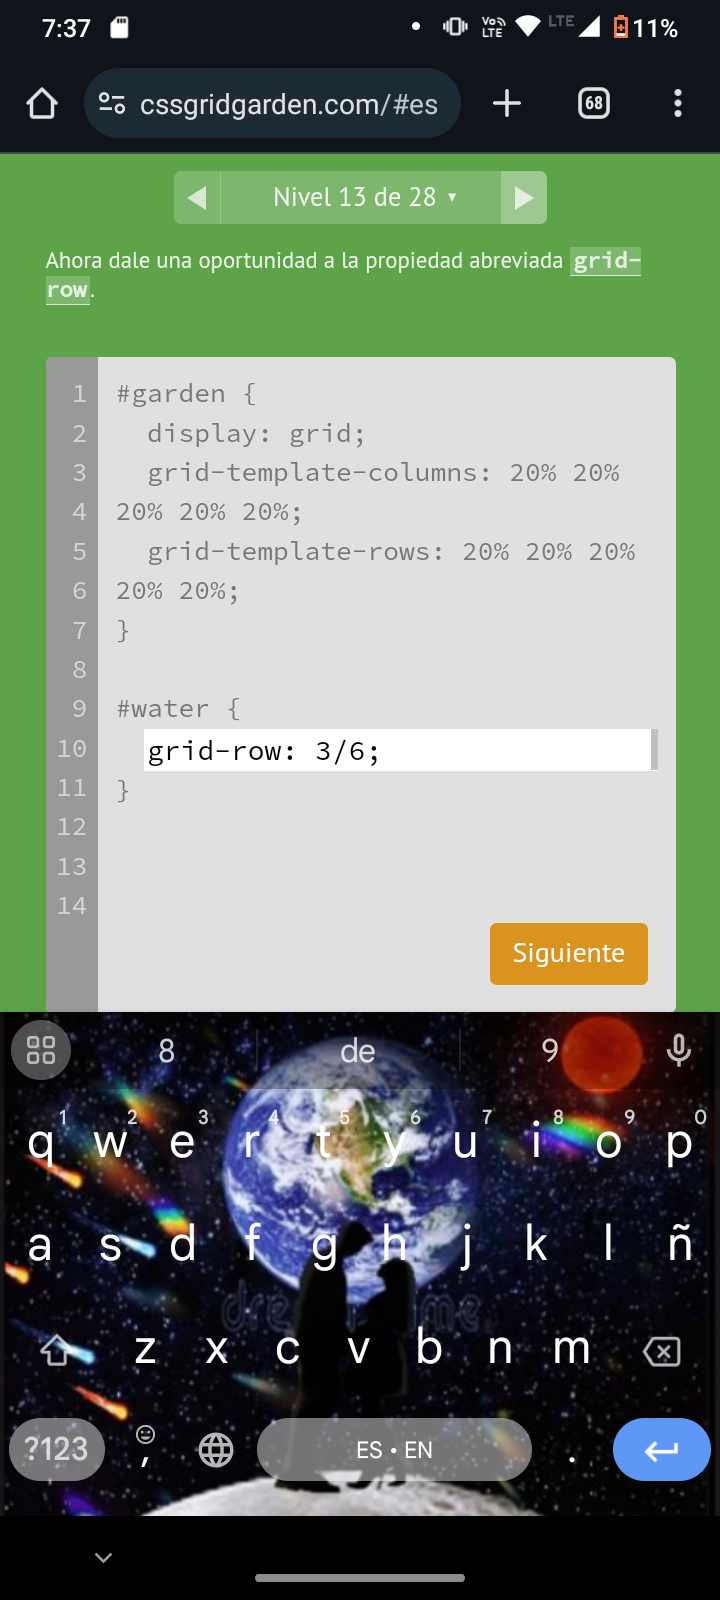 7:37 Vo LTE LTE 11%
cssgridgarden.com/#es 68
Nivel 13 de 28 ▾
Ahora dale una oportunidad a la propiedad abreviada grid-
row.
1 #garden {
2 display: grid;
3 grid-template-columns: 20% 20%
4 20% 20% 20%;
5 grid-template-rows: 20% 20% 20%
6 20% 20%;
7 }
8
9 #water {
10 grid-row: 3/6;
11 }
12
13
14
Siguiente
8 de 9
1 2 3 4 5 6 7 8 9 0
q w e r t y u i o p
a s d f g h j k l ñ
z x c v b n m
?123 , ES • EN .